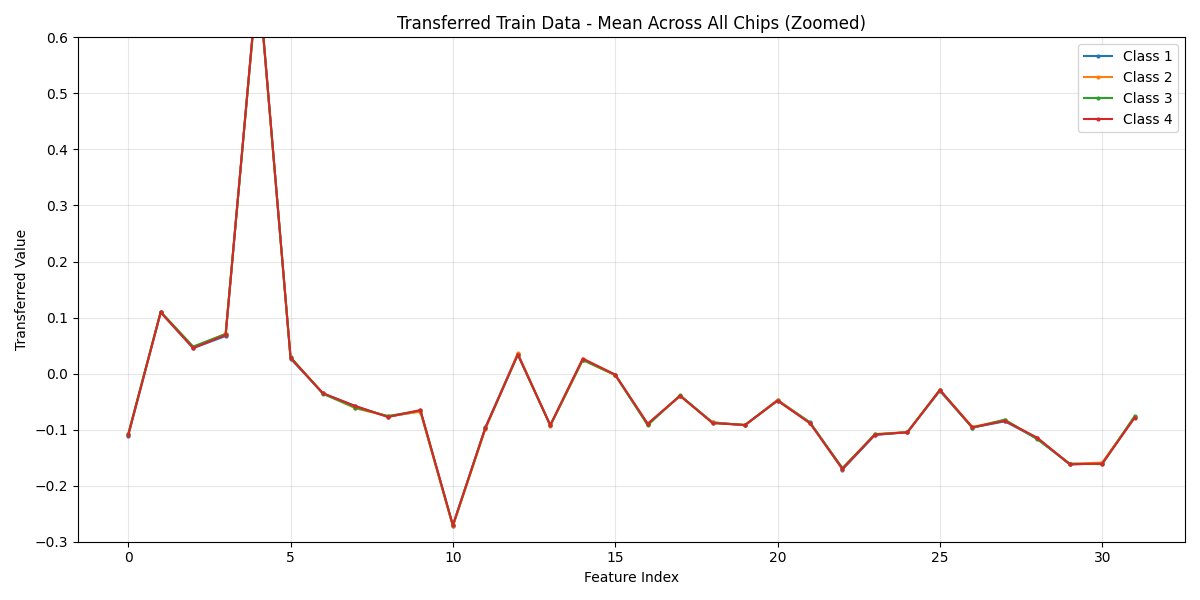 Transferred Train Data - Mean Across All Chips (Zoomed)
Transferred Value
0.6
0.5
0.4
0.3
0.2
0.1
0.0
−0.1
−0.2
−0.3
Class 1
Class 2
Class 3
Class 4
0 5 10 15 20 25 30
Feature Index